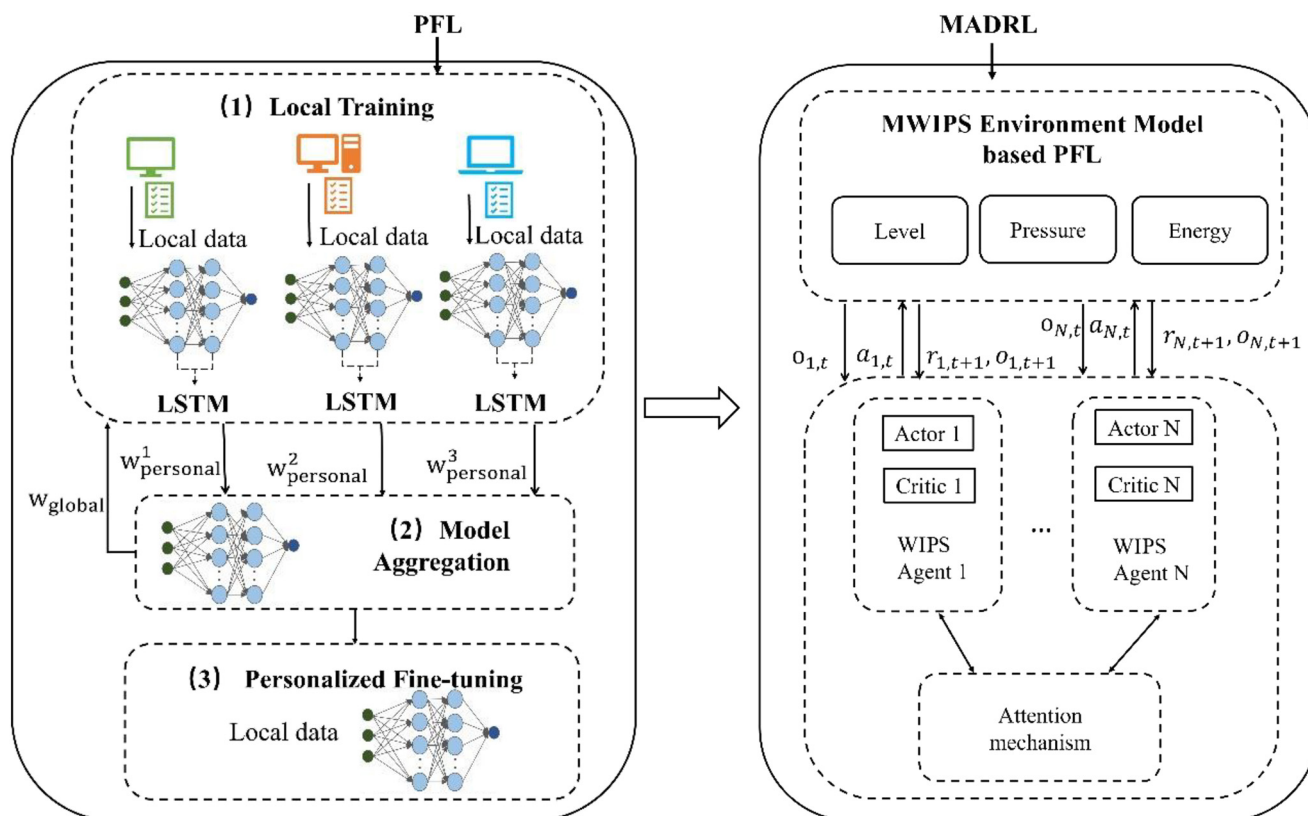 PFL
(1) Local Training
Local data
Local data
Local data
LSTM
LSTM
LSTM
w_global
w^1_personal
w^2_personal
w^3_personal
(2) Model
Aggregation
(3) Personalized Fine-tuning
Local data
MADRL
MWIPS Environment Model
based PFL
Level
Pressure
Energy
o_{1,t}
a_{1,t}
r_{1,t+1}, o_{1,t+1}
o_{N,t}
a_{N,t}
r_{N,t+1}, o_{N,t+1}
Actor 1
Critic 1
WIPS
Agent 1
...
Actor N
Critic N
WIPS
Agent N
Attention
mechanism